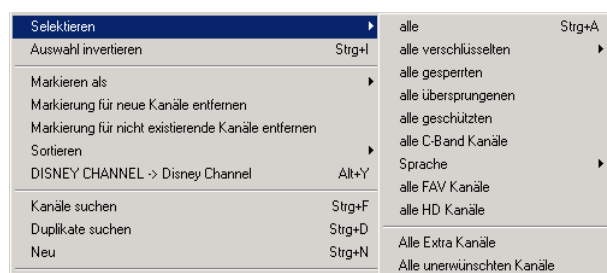 Selektieren
Auswahl invertieren Strg+I
Markieren als
Markierung für neue Kanäle entfernen
Markierung für nicht existierende Kanäle entfernen
Sortieren
DISNEY CHANNEL -> Disney Channel Alt+Y
Kanäle suchen Strg+F
Duplikate suchen Strg+D
Neu Strg+N
alle Strg+A
alle verschlüsselten
alle gesperrten
alle übersprungenen
alle geschützten
alle C-Band Kanäle
Sprache
alle FAV Kanäle
alle HD Kanäle
Alle Extra Kanäle
Alle unerwünschten Kanäle